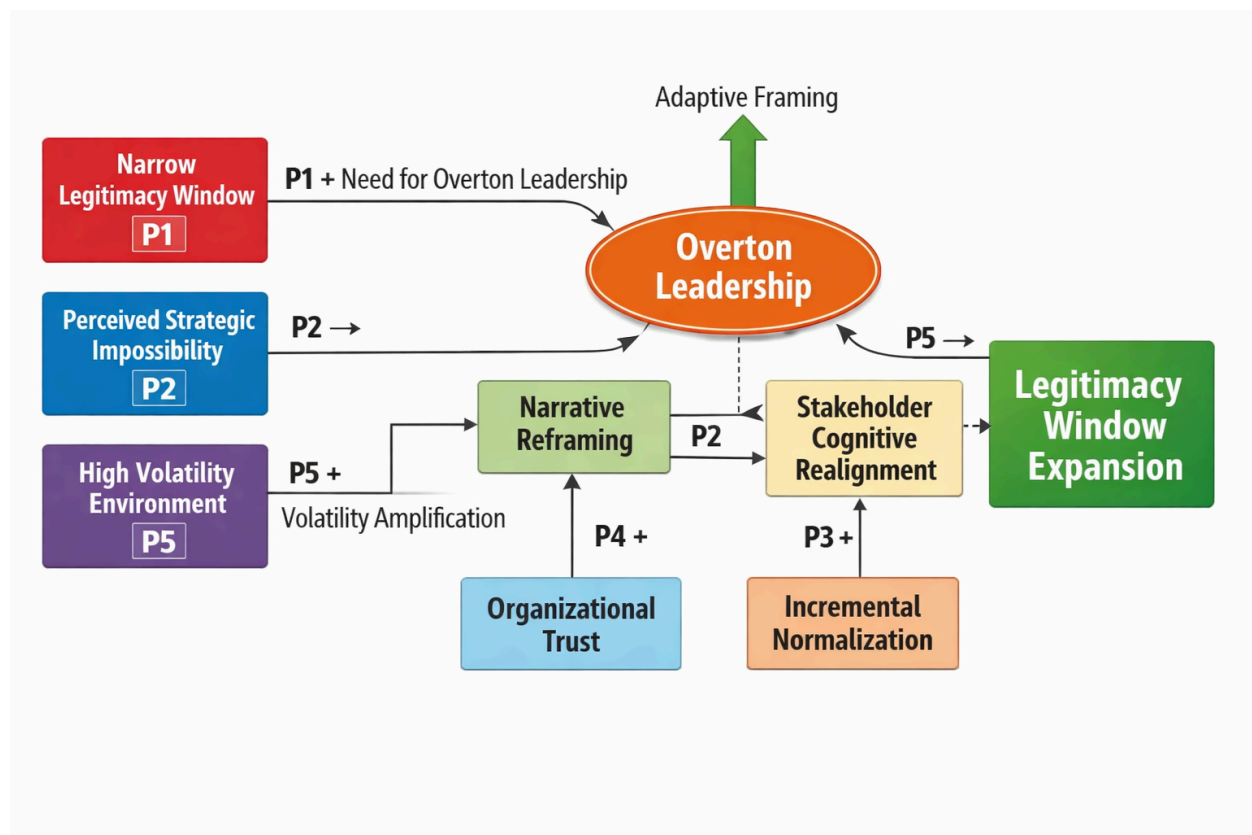 Adaptive Framing
Narrow
Legitimacy Window
P1
P1 + Need for Overton Leadership
Overton
Leadership
Perceived Strategic
Impossibility
P2
P2 →
P5 →
Legitimacy
Window
Expansion
High Volatility
Environment
P5
P5 +
Volatility Amplification
Narrative
Reframing
P2
Stakeholder
Cognitive
Realignment
P4 +
P3 +
Organizational
Trust
Incremental
Normalization